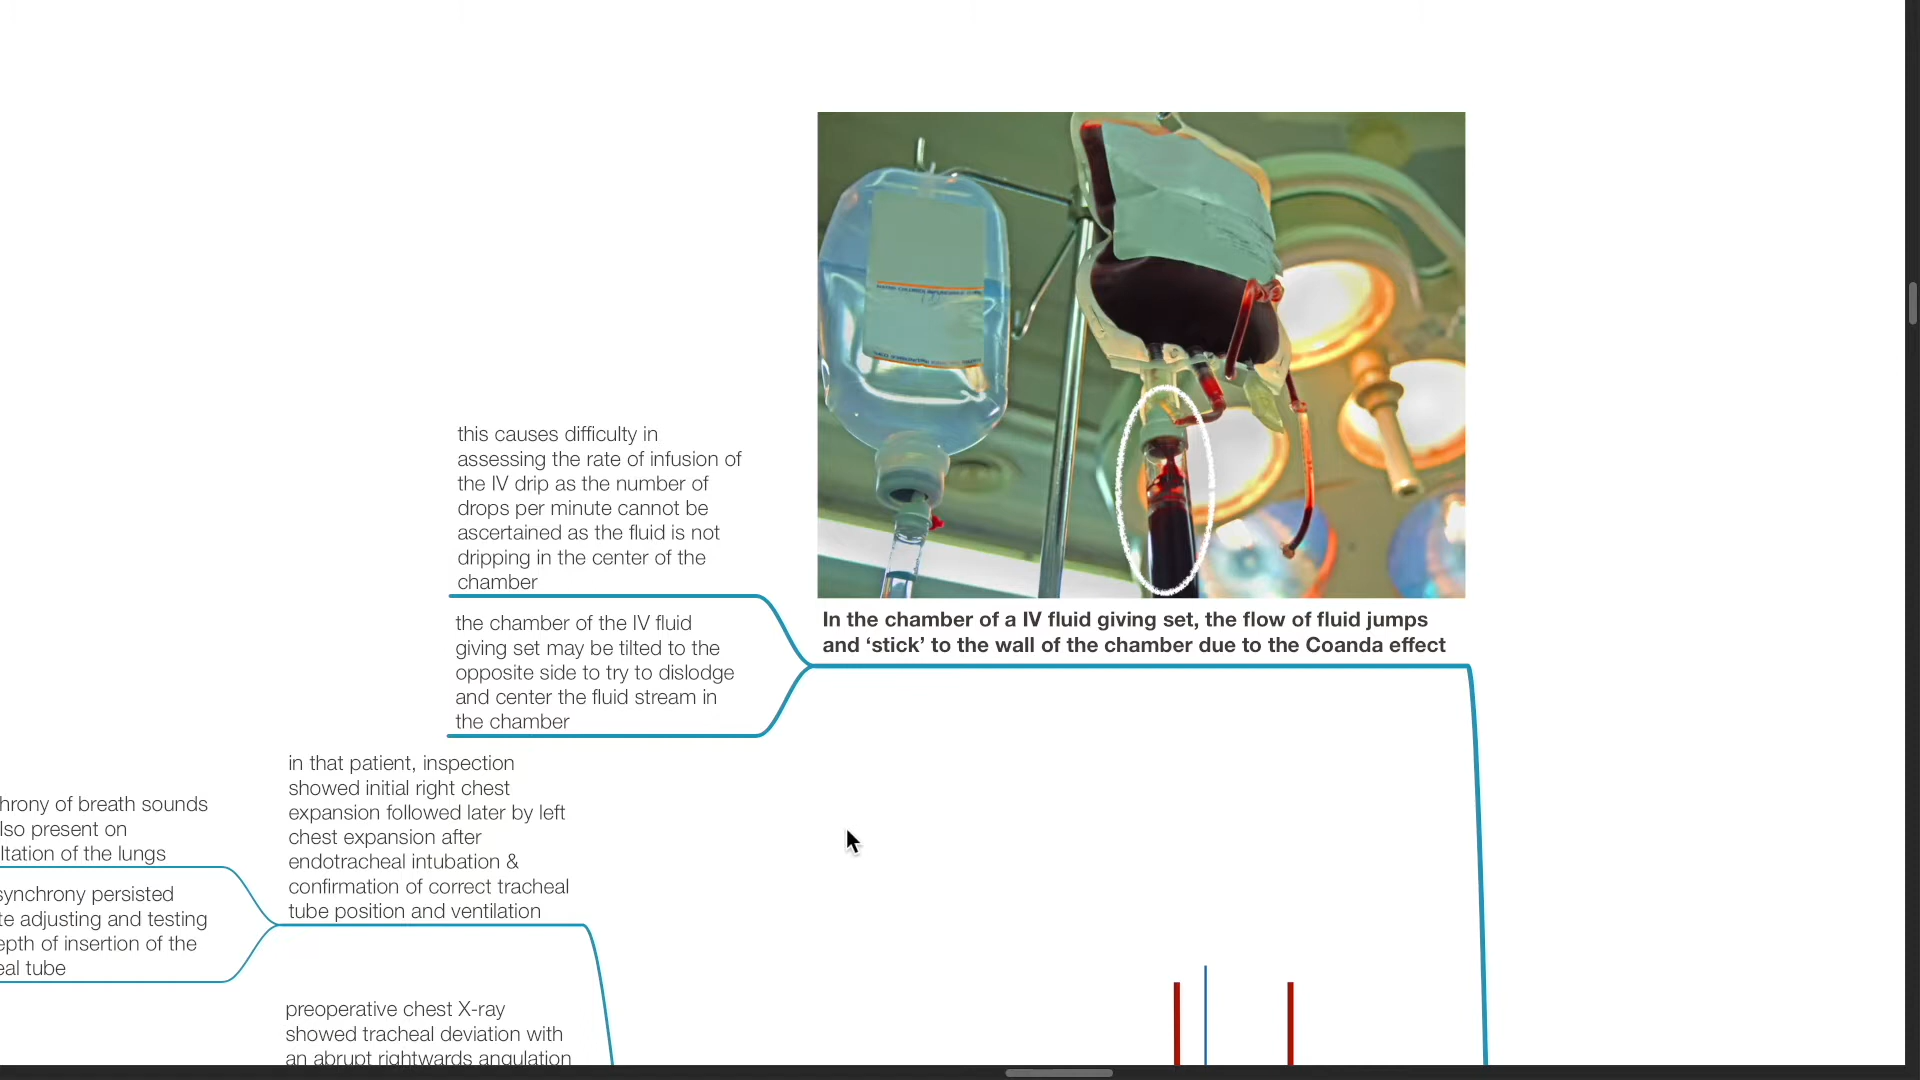 this causes difficulty in
assessing the rate of infusion of
the IV drip as the number of
drops per minute cannot be
ascertained as the fluid is not
dripping in the center of the
chamber
the chamber of the IV fluid
giving set may be tilted to the
opposite side to try to dislodge
and center the fluid stream in
the chamber
In the chamber of a IV fluid giving set, the flow of fluid jumps
and ‘stick’ to the wall of the chamber due to the Coanda effect
in that patient, inspection
showed initial right chest
expansion followed later by left
chest expansion after
endotracheal intubation &
confirmation of correct tracheal
tube position and ventilation
hrony of breath sounds
lso present on
ltation of the lungs
synchrony persisted
te adjusting and testing
epth of insertion of the
eal tube
preoperative chest X-ray
showed tracheal deviation with
an abrupt rightwards angulation